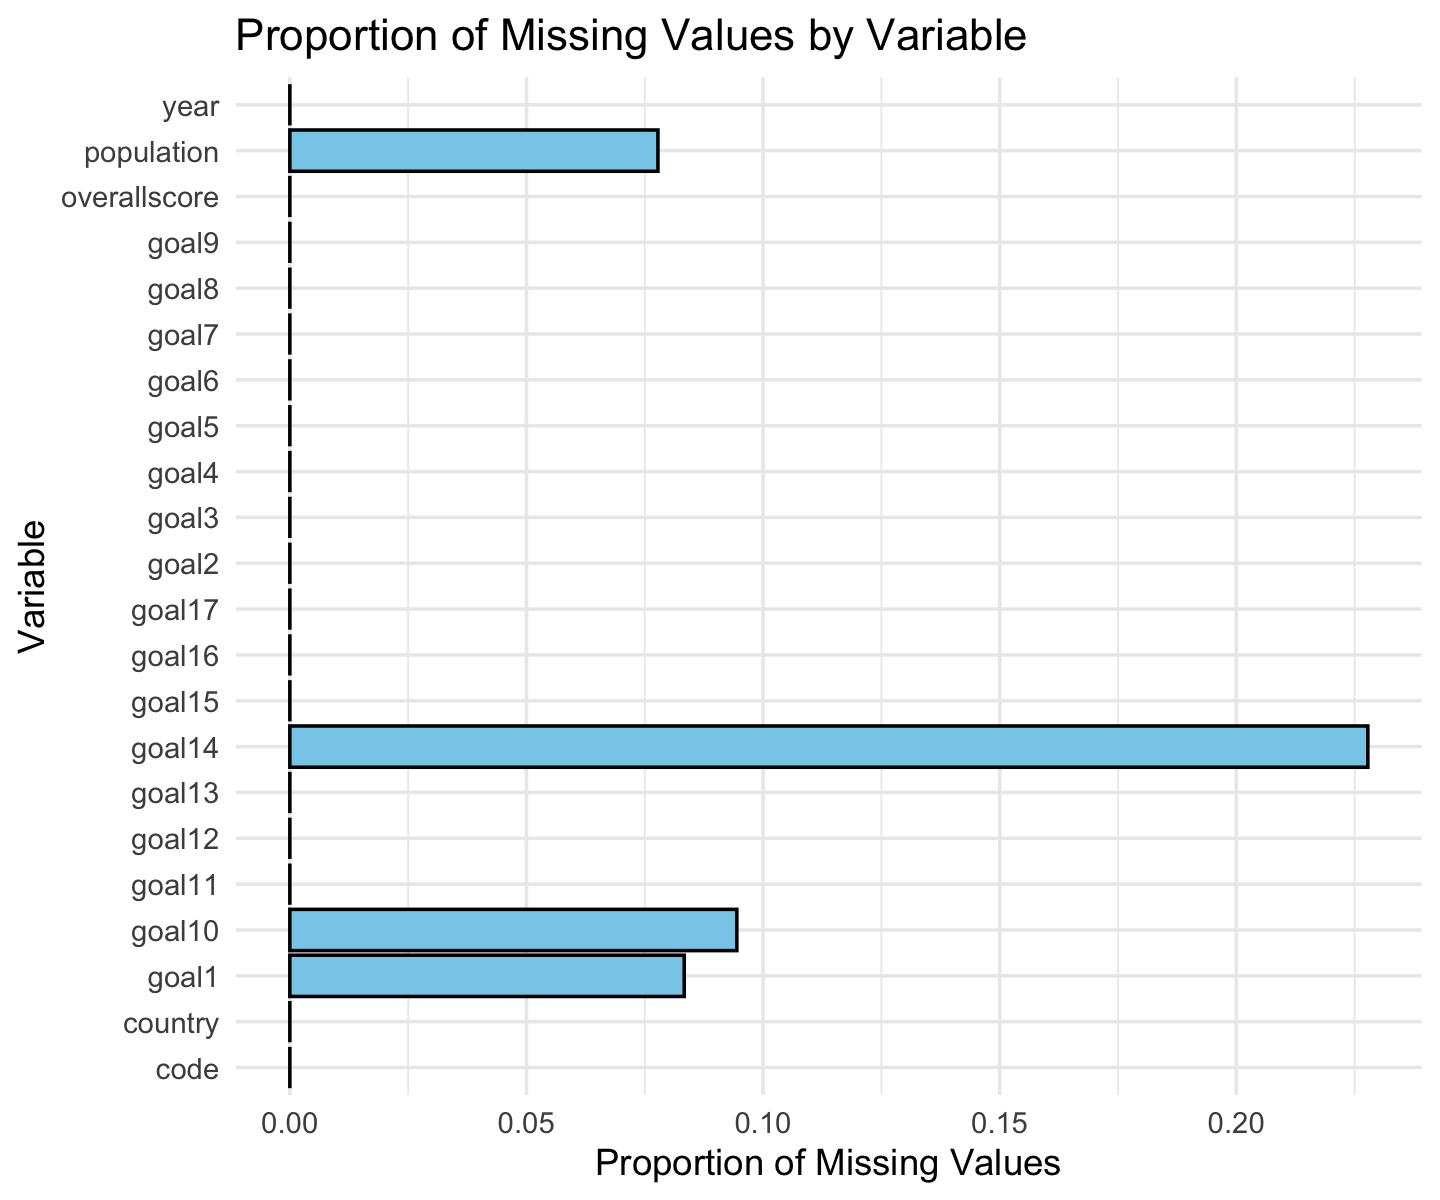 Proportion of Missing Values by Variable
year
population
overallscore
goal9
goal8
goal7
goal6
goal5
goal4
goal3
goal2
goal17
goal16
goal15
goal14
goal13
goal12
goal11
goal10
goal1
country
code
Variable
0.00 0.05 0.10 0.15 0.20
Proportion of Missing Values